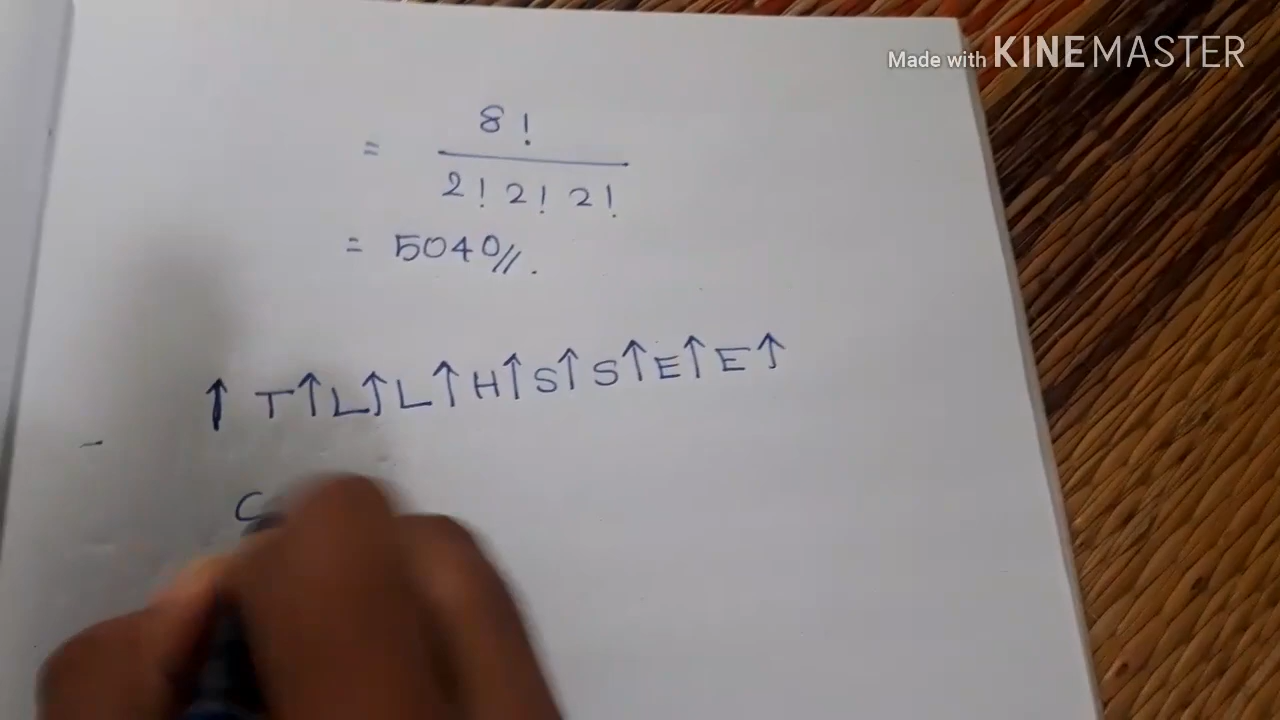 Made with KINEMASTER
= 8!
2! 2! 2!
= 5040//.
↑ T↑L↑L↑H↑S↑S↑E↑E↑